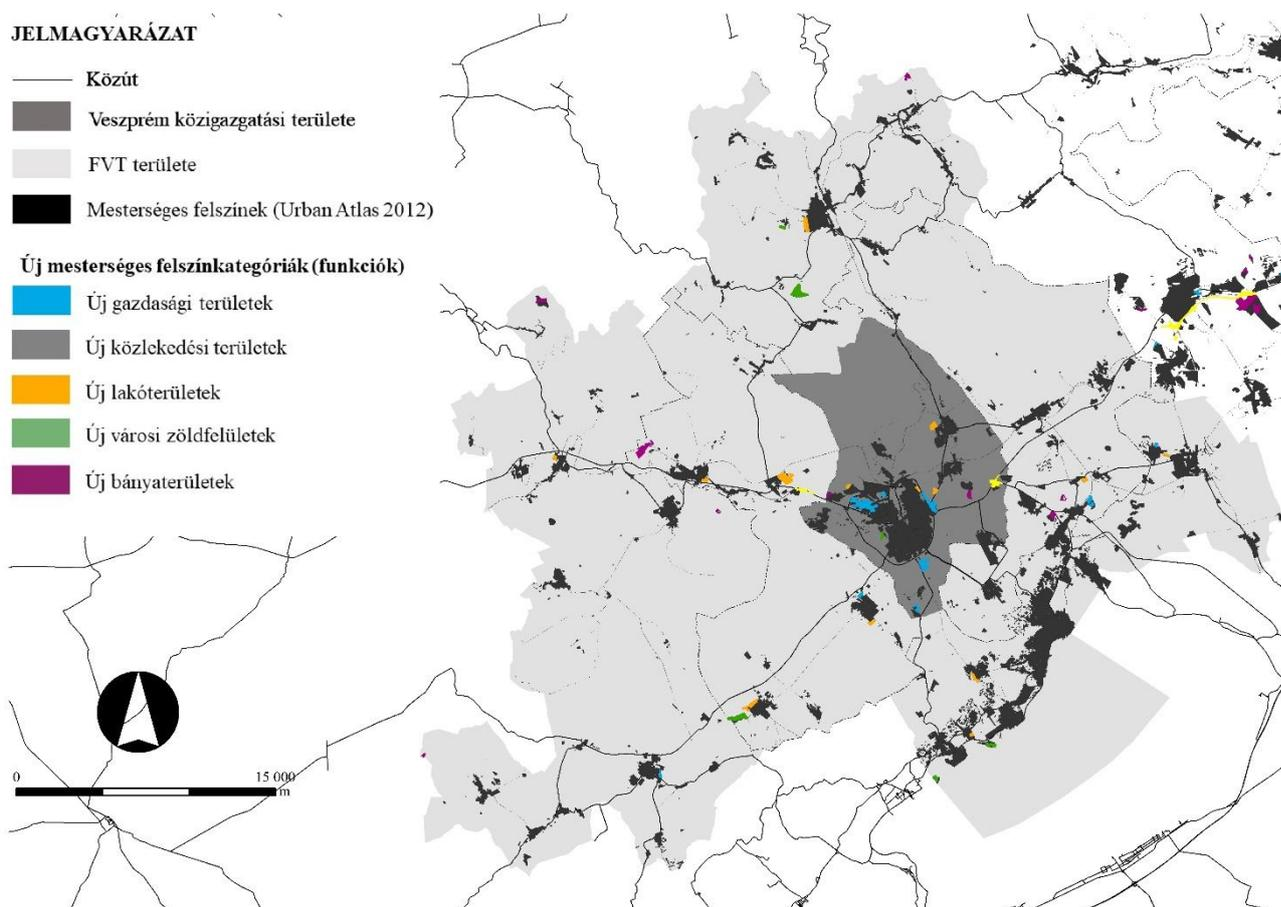 JELMAGYARÁZAT
Közút
Veszprém közigazgatási területe
FVT területe
Mesterséges felszínek (Urban Atlas 2012)
Új mesterséges felszínkategóriák (funkciók)
Új gazdasági területek
Új közlekedési területek
Új lakóterületek
Új városi zöldfelületek
Új bányaterületek
0 15 000
m